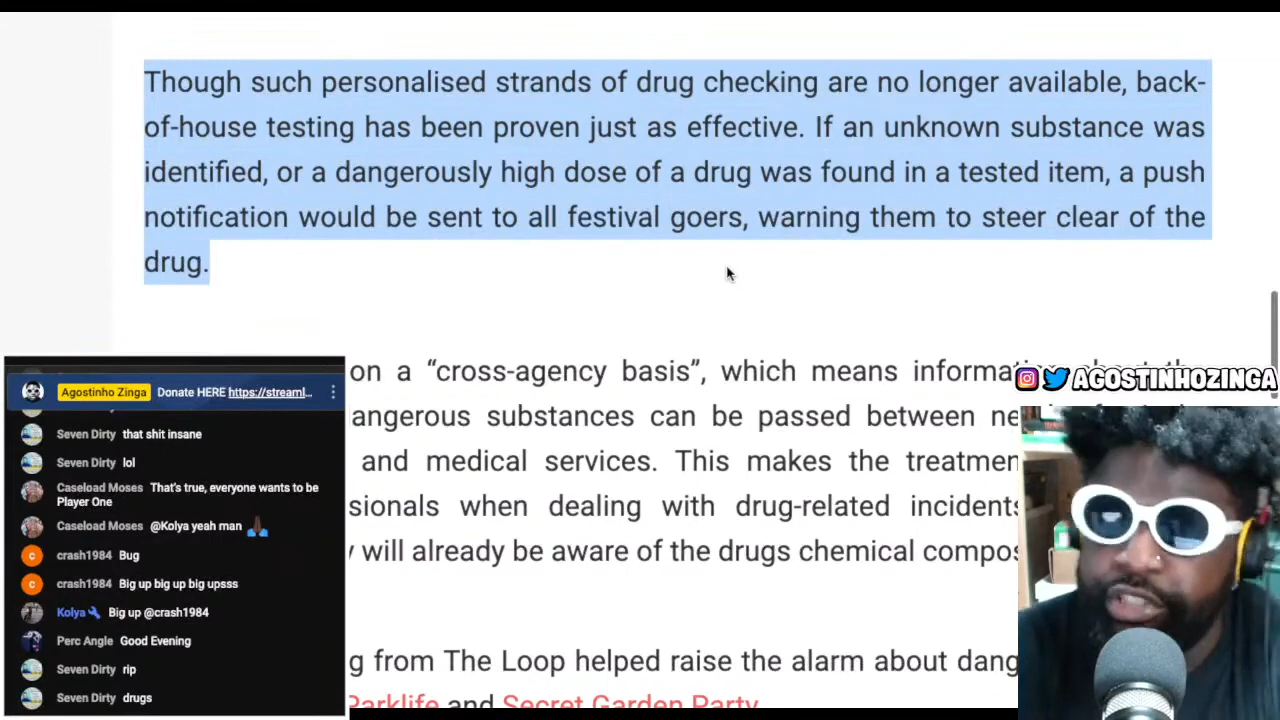 Though such personalised strands of drug checking are no longer available, back-
of-house testing has been proven just as effective. If an unknown substance was
identified, or a dangerously high dose of a drug was found in a tested item, a push
notification would be sent to all festival goers, warning them to steer clear of the
drug.
on a “cross-agency basis”, which means
angerous substances can be passed between
and medical services. This makes the
sionals when dealing with drug-related incidents
will already be aware of the drugs chemical
g from The Loop helped raise the alarm about
Parklife and Secret Garden Party
AGOSTINHOZINGA
Agostinho Zinga Donate HERE https://streaml...
Seven Dirty that shit insane
Seven Dirty lol
Caseload Moses That's true, everyone wants to be
Player One
Caseload Moses @Kolya yeah man
crash1984 Bug
crash1984 Big up big up big upsss
Kolya Big up @crash1984
Perc Angle Good Evening
Seven Dirty rip
Seven Dirty drugs